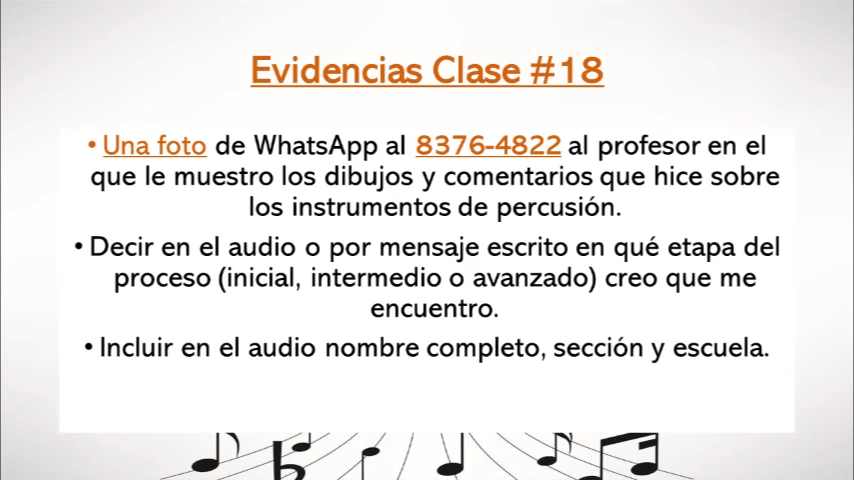 Evidencias Clase #18
• Una foto de WhatsApp al 8376-4822 al profesor en el
que le muestro los dibujos y comentarios que hice sobre
los instrumentos de percusión.
• Decir en el audio o por mensaje escrito en qué etapa del
proceso (inicial, intermedio o avanzado) creo que me
encuentro.
• Incluir en el audio nombre completo, sección y escuela.